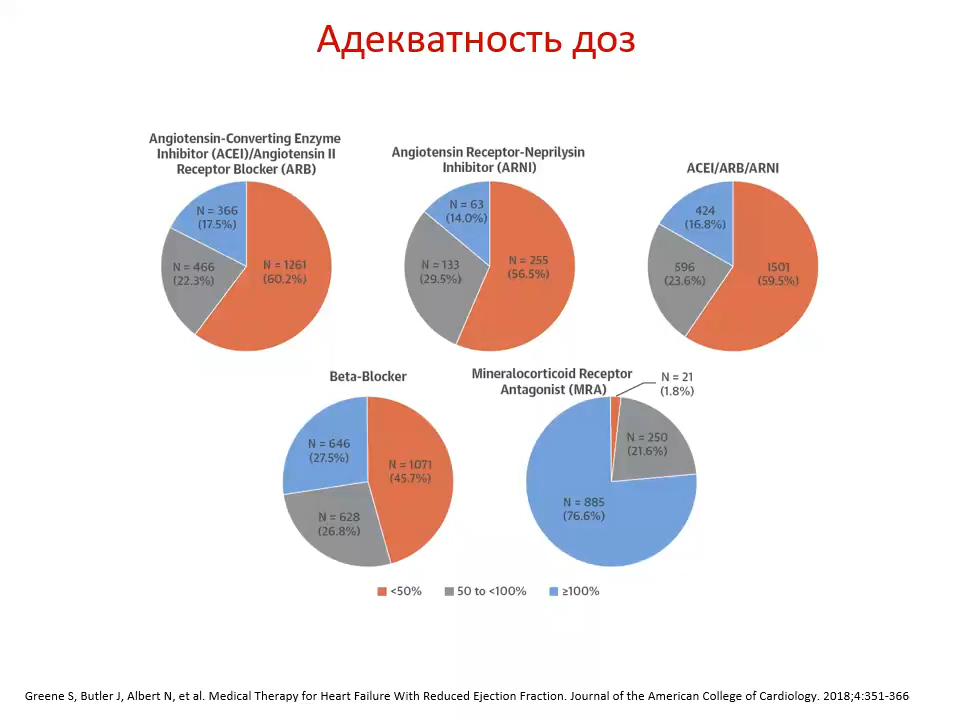 Адекватность доз
Angiotensin-Converting Enzyme
Inhibitor (ACEI)/Angiotensin II
Receptor Blocker (ARB)
N = 366
(17.5%)
N = 466
(22.3%)
N = 1261
(60.2%)
Angiotensin Receptor-Neprilysin
Inhibitor (ARNI)
N = 63
(14.0%)
N = 133
(29.5%)
N = 255
(56.5%)
ACEI/ARB/ARNI
424
(16.8%)
596
(23.6%)
1501
(59.5%)
Beta-Blocker
N = 646
(27.5%)
N = 1071
(45.7%)
N = 628
(26.8%)
Mineralocorticoid Receptor
Antagonist (MRA)
N = 21
(1.8%)
N = 250
(21.6%)
N = 885
(76.6%)
<50%
50 to <100%
≥100%
Greene S, Butler J, Albert N, et al. Medical Therapy for Heart Failure With Reduced Ejection Fraction. Journal of the American College of Cardiology. 2018;4:351-366